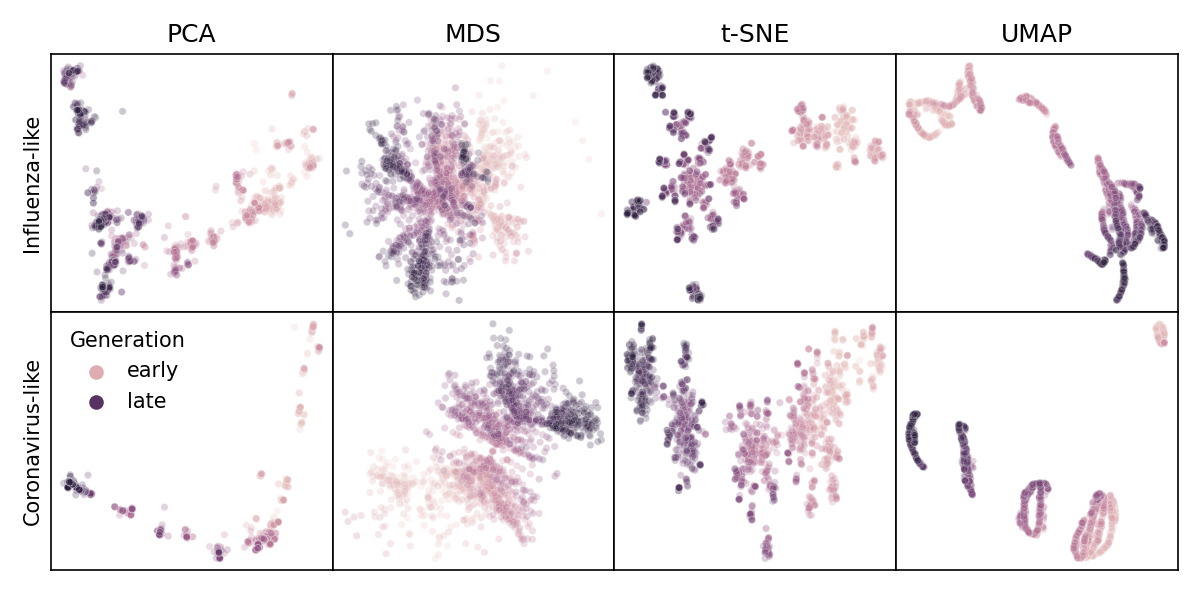 PCA
MDS
t-SNE
UMAP
Influenza-like
Coronavirus-like
Generation
early
late